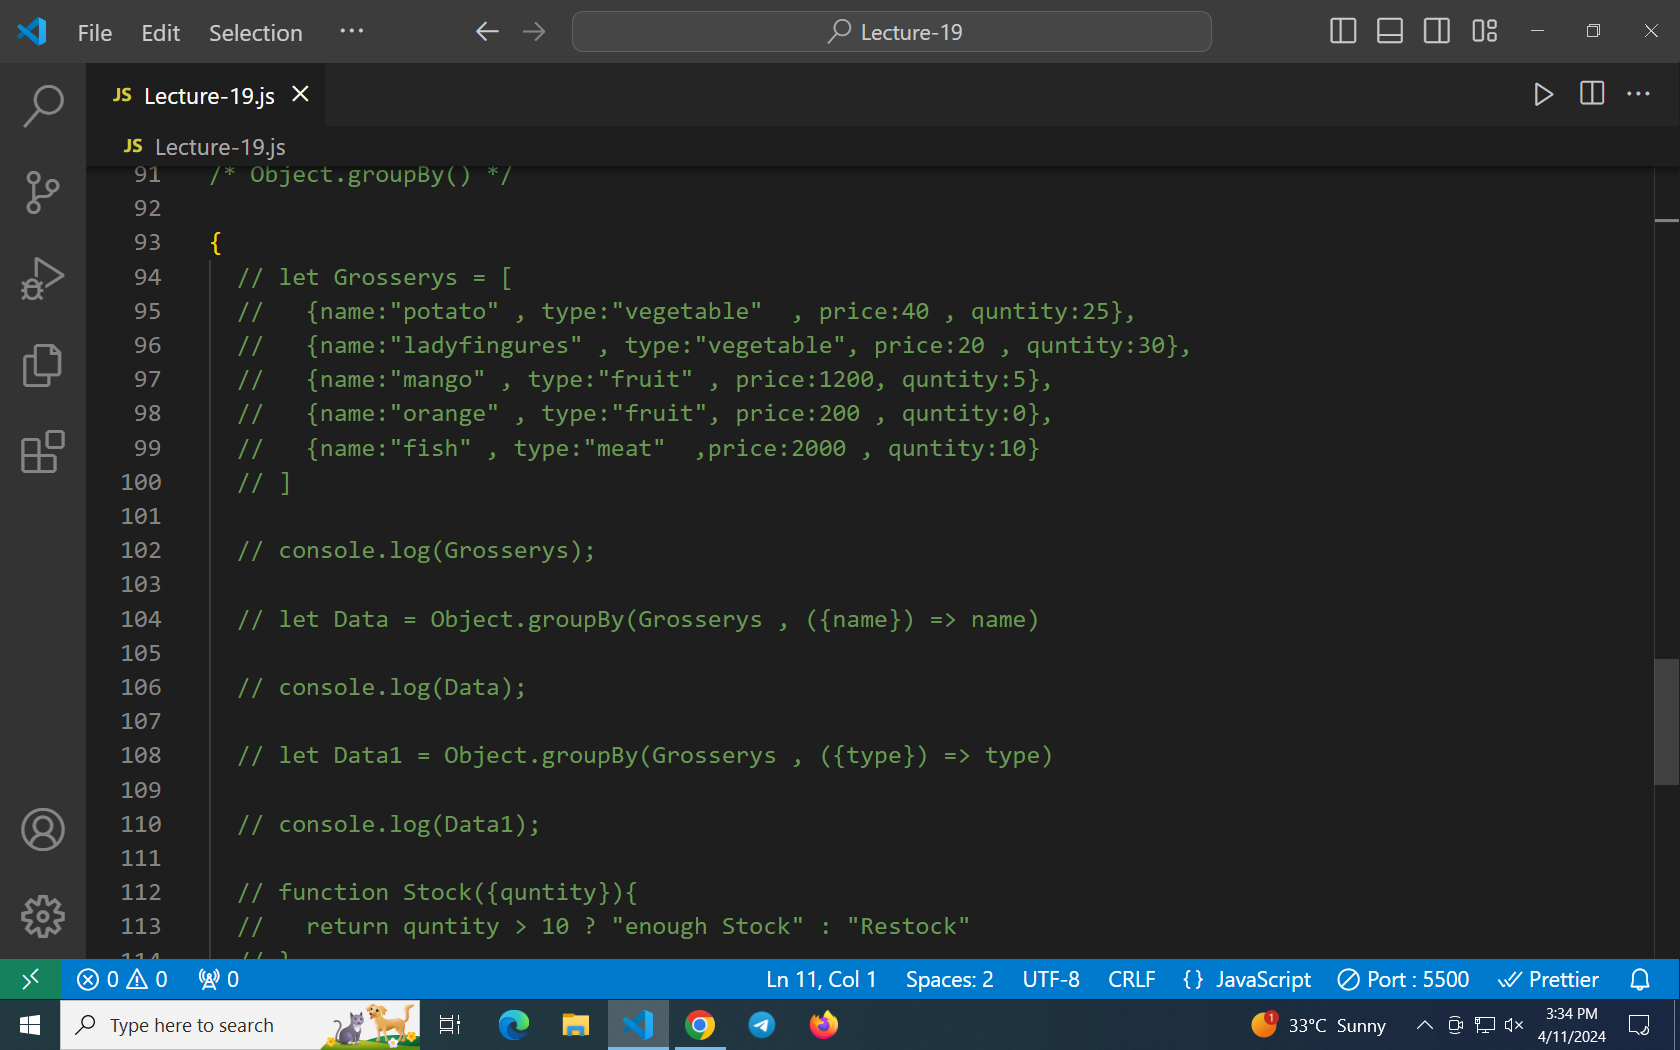 File Edit Selection ···
Lecture-19
JS Lecture-19.js
JS Lecture-19.js
91 /* Object.groupBy() */
92
93 {
94 // let Grosserys = [
95 //   {name:"potato" , type:"vegetable"  , price:40 , quntity:25},
96 //   {name:"ladyfingures" , type:"vegetable", price:20 , quntity:30},
97 //   {name:"mango" , type:"fruit" , price:1200, quntity:5},
98 //   {name:"orange" , type:"fruit", price:200 , quntity:0},
99 //   {name:"fish" , type:"meat"  ,price:2000 , quntity:10}
100 // ]
101
102 // console.log(Grosserys);
103
104 // let Data = Object.groupBy(Grosserys , ({name}) => name)
105
106 // console.log(Data);
107
108 // let Data1 = Object.groupBy(Grosserys , ({type}) => type)
109
110 // console.log(Data1);
111
112 // function Stock({quntity}){
113 //   return quntity > 10 ? "enough Stock" : "Restock"
114 // }
0 0 0 Ln 11, Col 1 Spaces: 2 UTF-8 CRLF {} JavaScript Port : 5500 Prettier
Type here to search
1 33°C Sunny
3:34 PM
4/11/2024